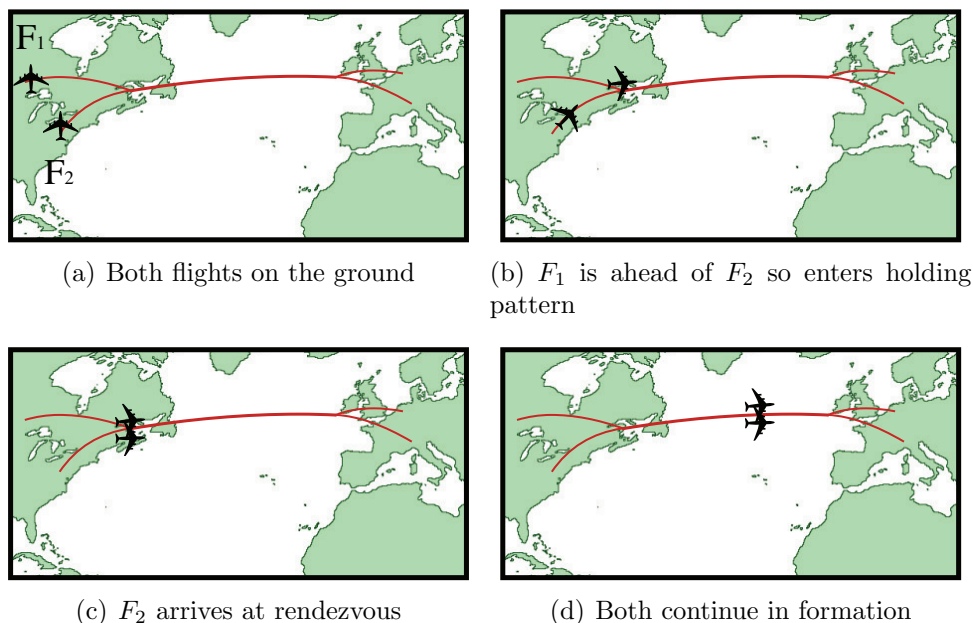 F1
F2
(a) Both flights on the ground
(b) F1 is ahead of F2 so enters holding
pattern
(c) F2 arrives at rendezvous
(d) Both continue in formation